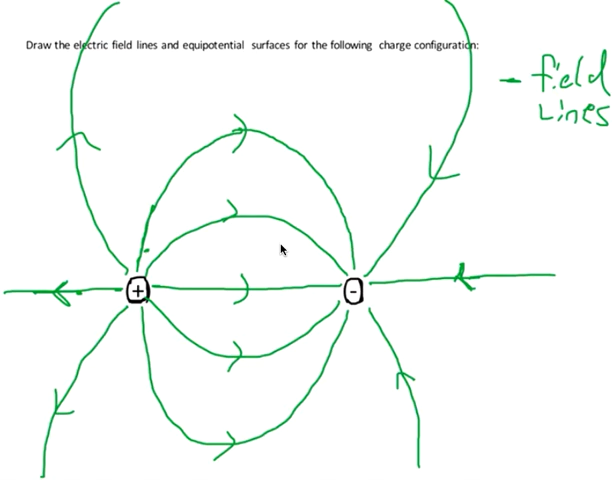 Draw the electric field lines and equipotential surfaces for the following charge configuration:
- field
Lines
+
-